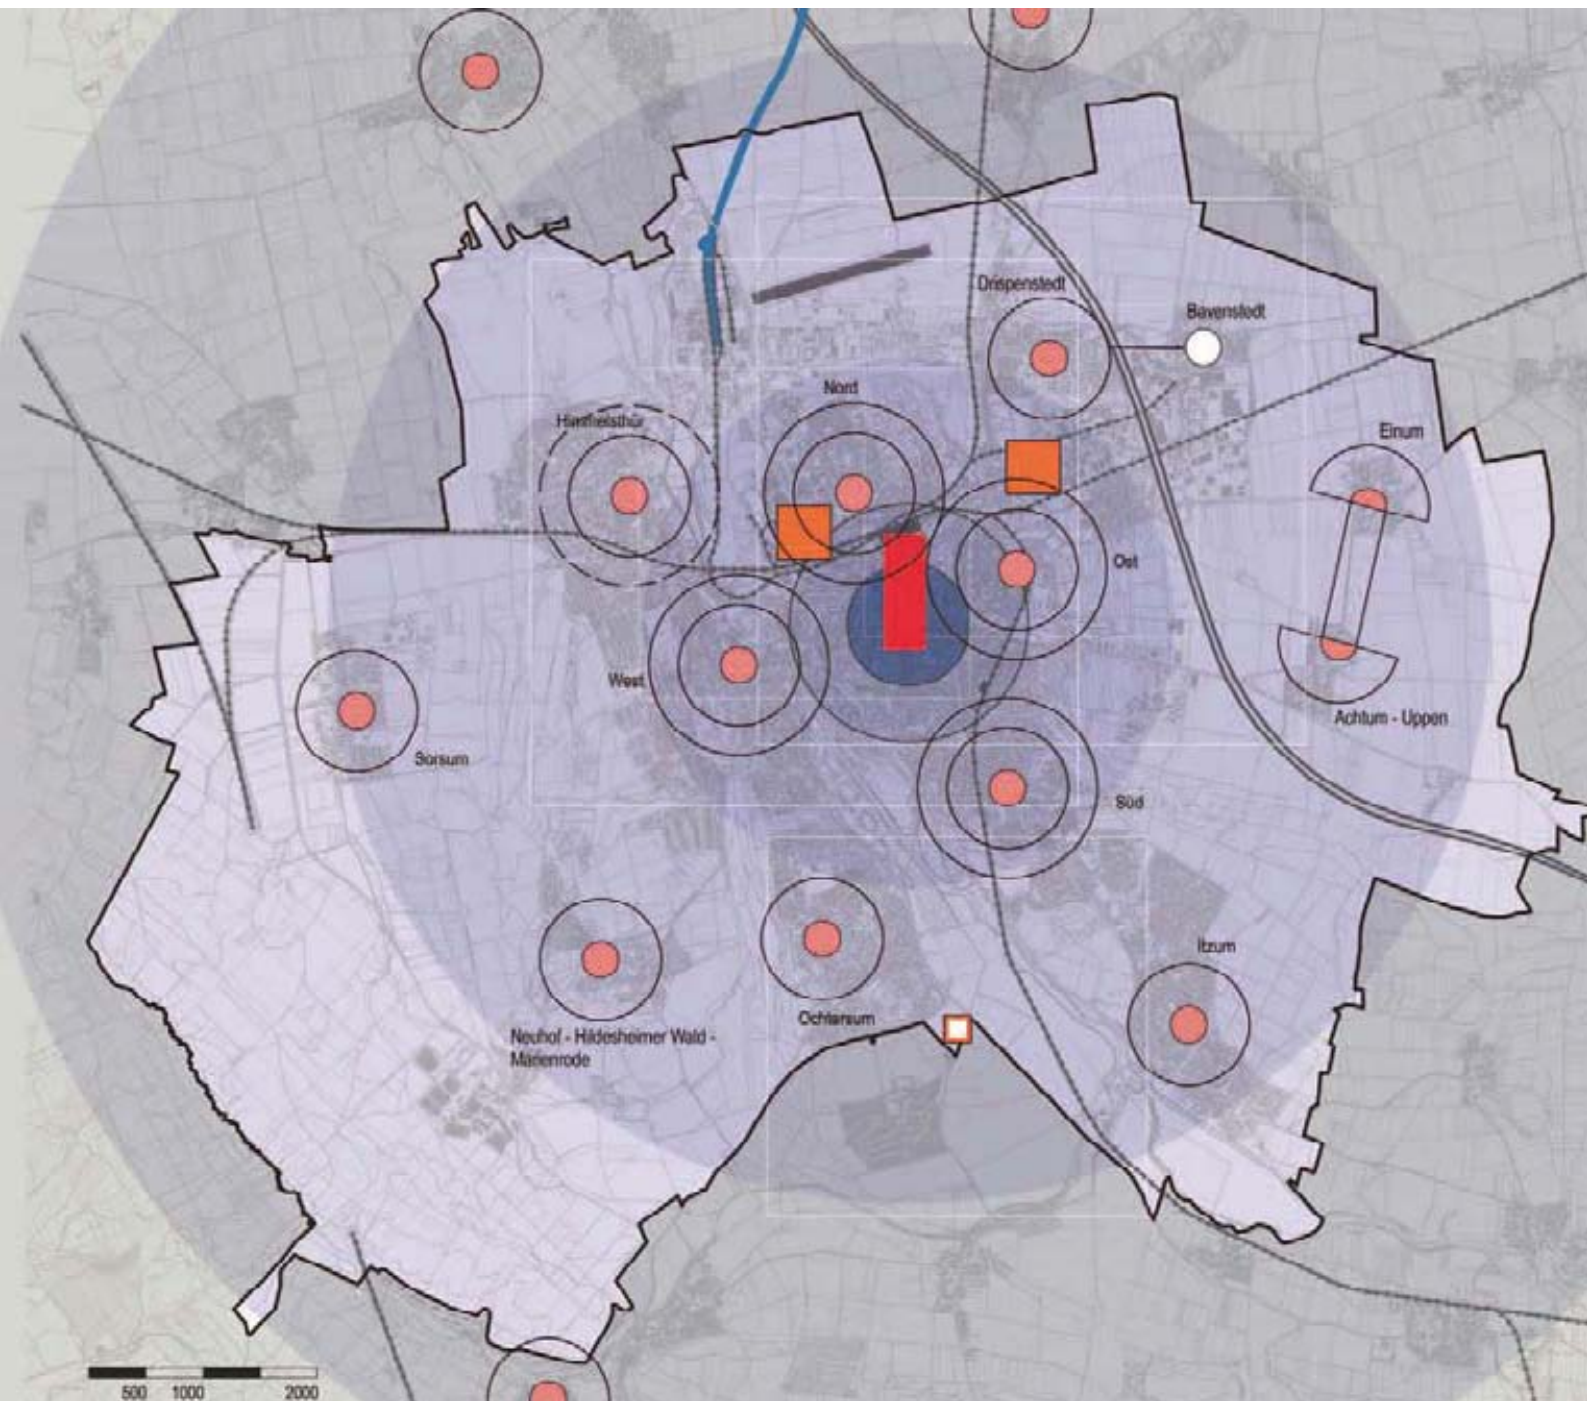 Drispenstedt
Bavenstedt
Nord
Himmelsthür
Einum
Ost
West
Achtum - Uppen
Sorsum
Süd
Itzum
Ochtersum
Neuhof - Hildesheimer Wald -
Marienrode
500 1000 2000